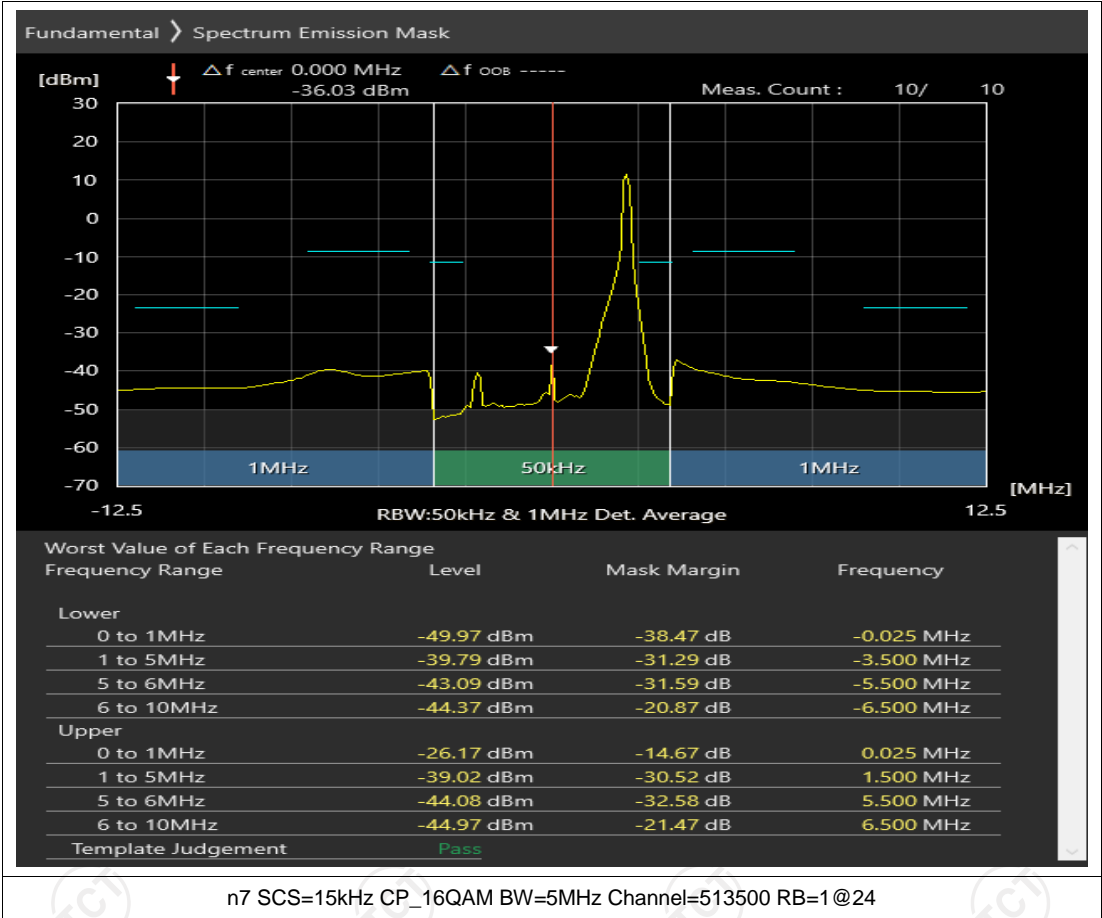 Fundamental 〉 Spectrum Emission Mask
[dBm] △f center 0.000 MHz △f OOB -----
-36.03 dBm Meas. Count : 10/ 10
30
20
10
0
-10
-20
-30
-40
-50
-60
-70
1MHz 50kHz 1MHz
[MHz]
-12.5 RBW:50kHz & 1MHz Det. Average 12.5
Worst Value of Each Frequency Range
Frequency Range Level Mask Margin Frequency
Lower
0 to 1MHz -49.97 dBm -38.47 dB -0.025 MHz
1 to 5MHz -39.79 dBm -31.29 dB -3.500 MHz
5 to 6MHz -43.09 dBm -31.59 dB -5.500 MHz
6 to 10MHz -44.37 dBm -20.87 dB -6.500 MHz
Upper
0 to 1MHz -26.17 dBm -14.67 dB 0.025 MHz
1 to 5MHz -39.02 dBm -30.52 dB 1.500 MHz
5 to 6MHz -44.08 dBm -32.58 dB 5.500 MHz
6 to 10MHz -44.97 dBm -21.47 dB 6.500 MHz
Template Judgement Pass
n7 SCS=15kHz CP_16QAM BW=5MHz Channel=513500 RB=1@24
TCT TCT TCT TCT